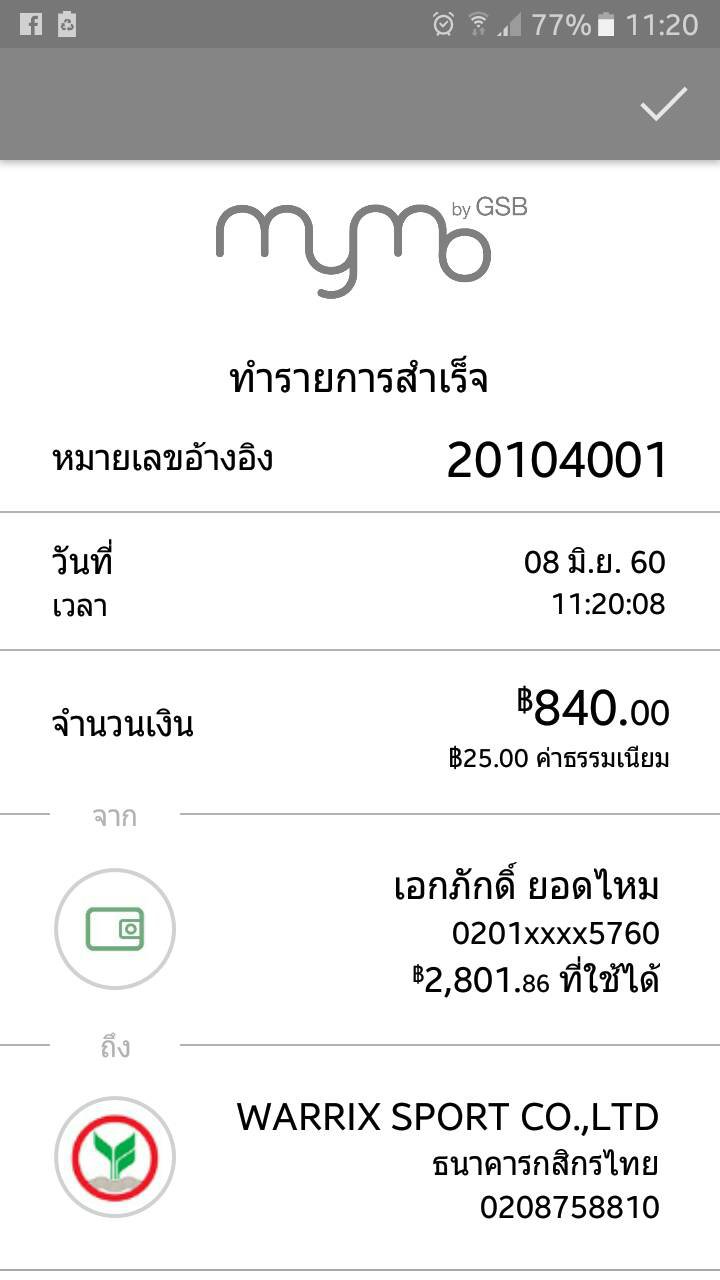 77% 11:20
mymo by GSB
ทำรายการสำเร็จ
หมายเลขอ้างอิง 20104001
วันที่ 08 มิ.ย. 60
เวลา 11:20:08
จำนวนเงิน ฿840.00
฿25.00 ค่าธรรมเนียม
จาก
เอกภักดิ์ ยอดไหม
0201xxxx5760
฿2,801.86 ที่ใช้ได้
ถึง
WARRIX SPORT CO.,LTD
ธนาคารกสิกรไทย
0208758810